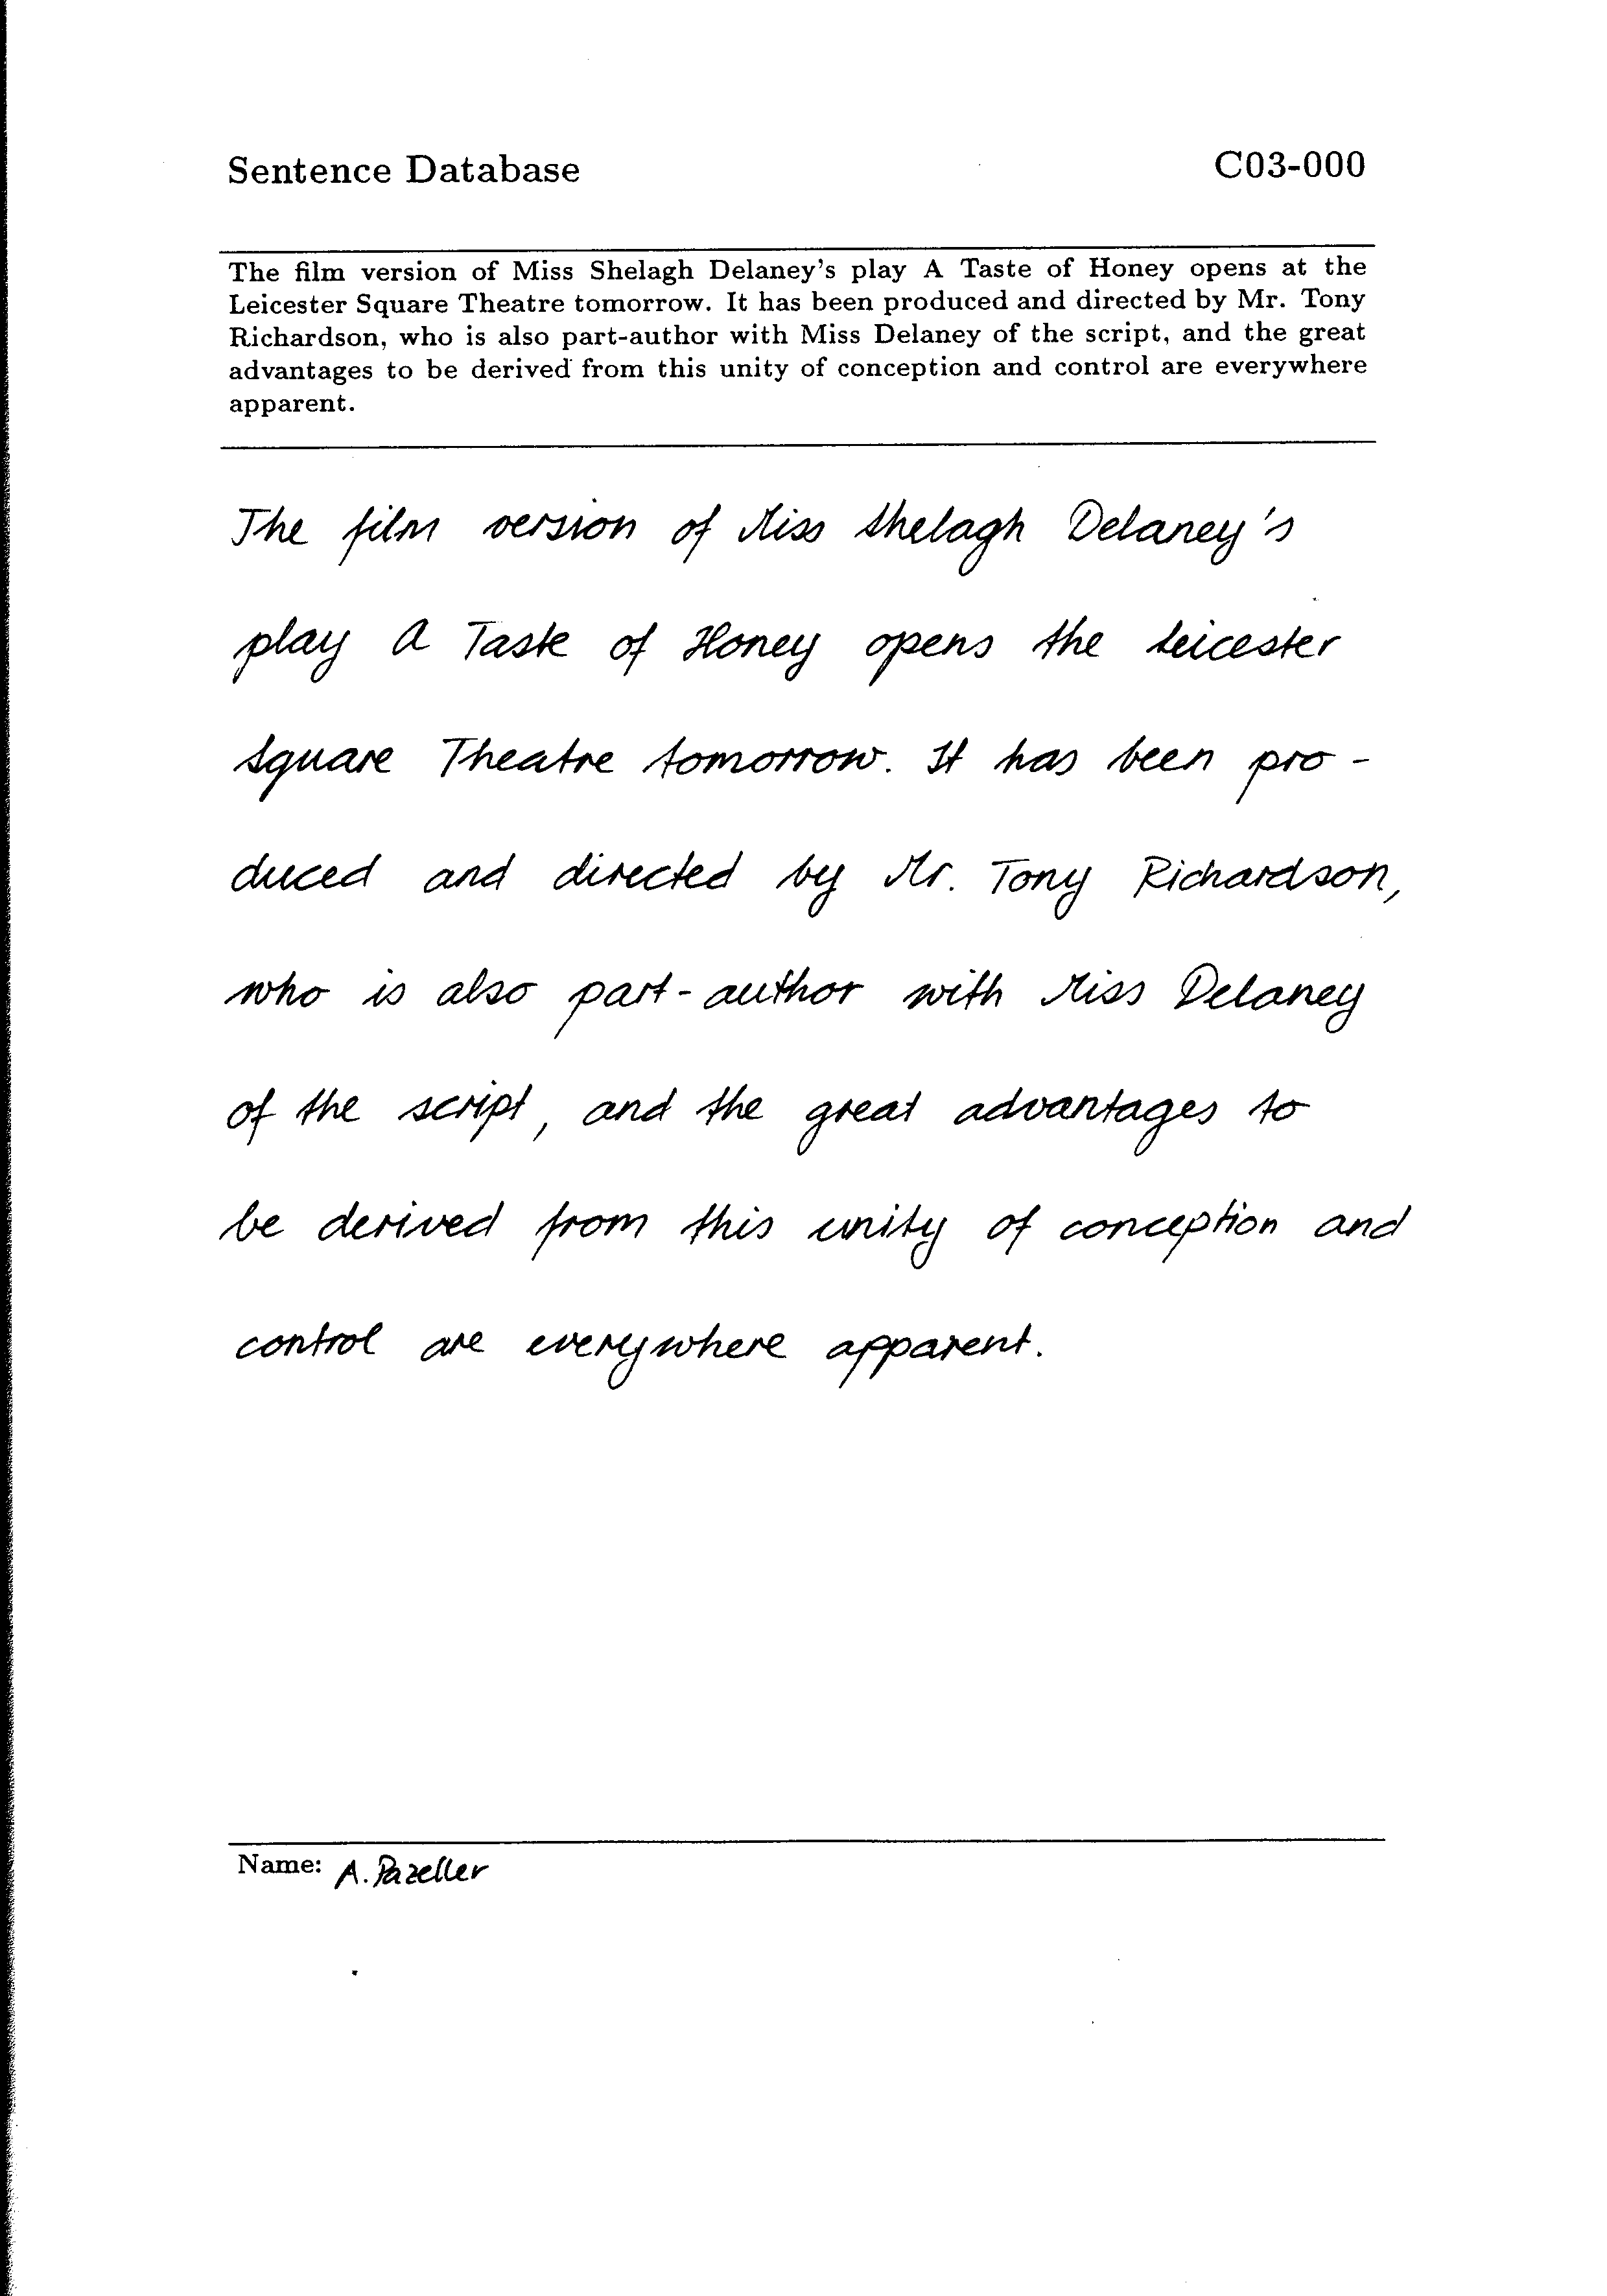 Sentence Database C03-000
The film version of Miss Shelagh Delaney's play A Taste of Honey opens at the
Leicester Square Theatre tomorrow. It has been produced and directed by Mr. Tony
Richardson, who is also part-author with Miss Delaney of the script, and the great
advantages to be derived from this unity of conception and control are everywhere
apparent.
The film version of Miss Shelagh Delaney's
play A Taste of Honey opens the Leicester
Square Theatre tomorrow. It has been pro-
duced and directed by Mr. Tony Richardson,
who is also part-author with Miss Delaney
of the script, and the great advantages to
be derived from this unity of conception and
control are everywhere apparent.
Name: A. Pazeller